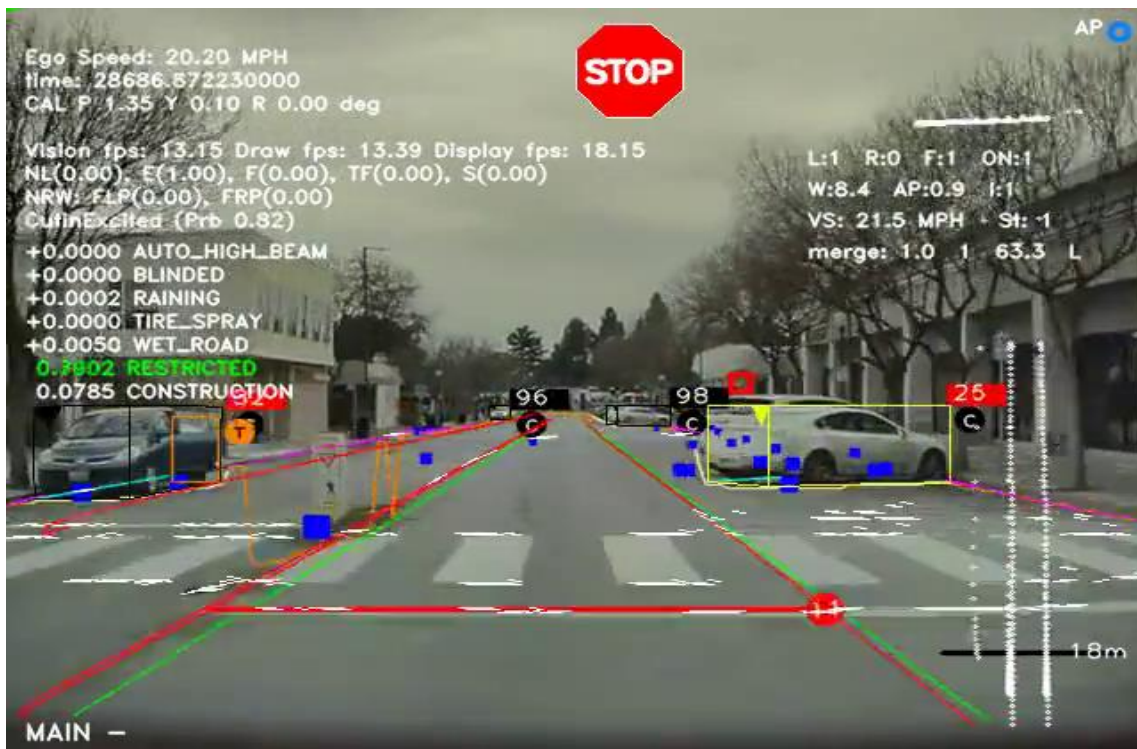 AP
STOP
Ego Speed: 20.20 MPH
time: 28686.672230000
CAL P 1.35 Y 0.10 R 0.00 deg
Vision fps: 13.15 Draw fps: 13.39 Display fps: 18.15
NL(0.00), E(1.00), F(0.00), TF(0.00), S(0.00)
NRW: FLP(0.00), FRP(0.00)
CutinExcited (Prb 0.82)
+0.0000 AUTO_HIGH_BEAM
+0.0000 BLINDED
+0.0002 RAINING
+0.0000 TIRE_SPRAY
+0.0050 WET_ROAD
0.3802 RESTRICTED
0.0785 CONSTRUCTION
L:1 R:0 F:1 ON:1
W:8.4 AP:0.9 I:1
VS: 21.5 MPH St: -1
merge: 1.0 1 63.3 L
96
98
25
T
C
C
C
11
18m
MAIN -